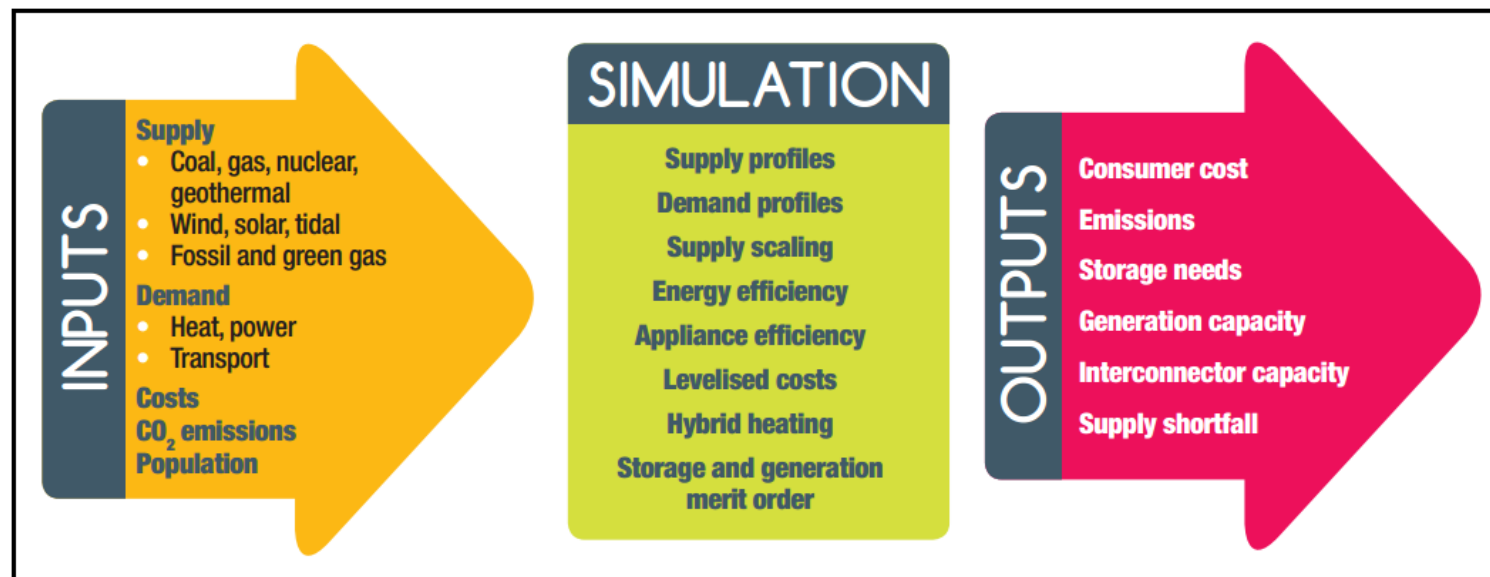 INPUTS
Supply
• Coal, gas, nuclear,
geothermal
• Wind, solar, tidal
• Fossil and green gas
Demand
• Heat, power
• Transport
Costs
CO₂ emissions
Population
SIMULATION
Supply profiles
Demand profiles
Supply scaling
Energy efficiency
Appliance efficiency
Levelised costs
Hybrid heating
Storage and generation
merit order
OUTPUTS
Consumer cost
Emissions
Storage needs
Generation capacity
Interconnector capacity
Supply shortfall